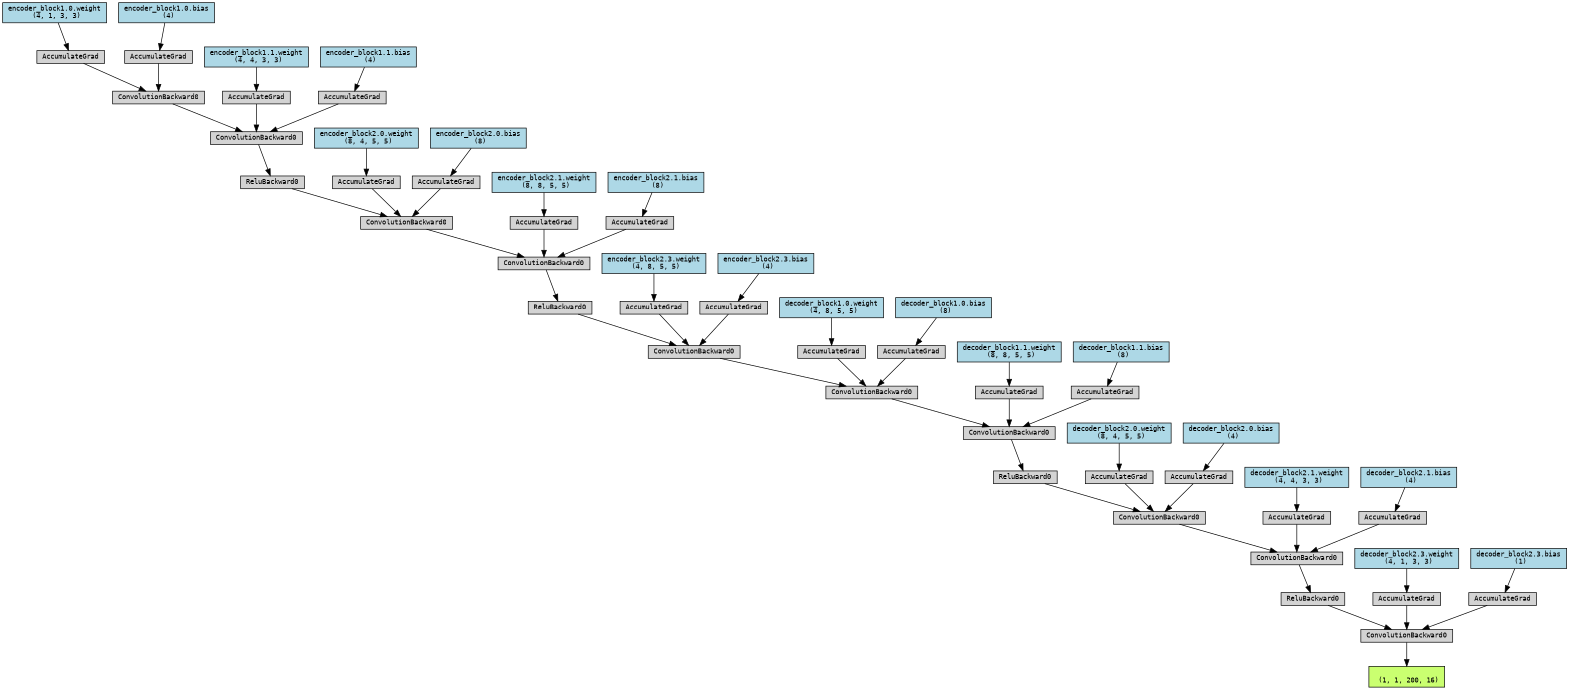 encoder_block1.0.weight
(4, 1, 3, 3)
encoder_block1.0.bias
(4)
AccumulateGrad
AccumulateGrad
encoder_block1.1.weight
(4, 4, 3, 3)
encoder_block1.1.bias
(4)
ConvolutionBackward0
AccumulateGrad
AccumulateGrad
ConvolutionBackward0
encoder_block2.0.weight
(8, 4, 5, 5)
encoder_block2.0.bias
(8)
ReluBackward0
AccumulateGrad
AccumulateGrad
encoder_block2.1.weight
(8, 8, 5, 5)
encoder_block2.1.bias
(8)
ConvolutionBackward0
AccumulateGrad
AccumulateGrad
ConvolutionBackward0
encoder_block2.3.weight
(4, 8, 5, 5)
encoder_block2.3.bias
(4)
ReluBackward0
AccumulateGrad
AccumulateGrad
decoder_block1.0.weight
(4, 8, 5, 5)
decoder_block1.0.bias
(8)
ConvolutionBackward0
AccumulateGrad
AccumulateGrad
decoder_block1.1.weight
(8, 8, 5, 5)
decoder_block1.1.bias
(8)
ConvolutionBackward0
AccumulateGrad
AccumulateGrad
ConvolutionBackward0
decoder_block2.0.weight
(8, 4, 5, 5)
decoder_block2.0.bias
(4)
ReluBackward0
AccumulateGrad
AccumulateGrad
decoder_block2.1.weight
(4, 4, 3, 3)
decoder_block2.1.bias
(4)
ConvolutionBackward0
AccumulateGrad
AccumulateGrad
ConvolutionBackward0
decoder_block2.3.weight
(4, 1, 3, 3)
decoder_block2.3.bias
(1)
ReluBackward0
AccumulateGrad
AccumulateGrad
ConvolutionBackward0
(1, 1, 200, 16)